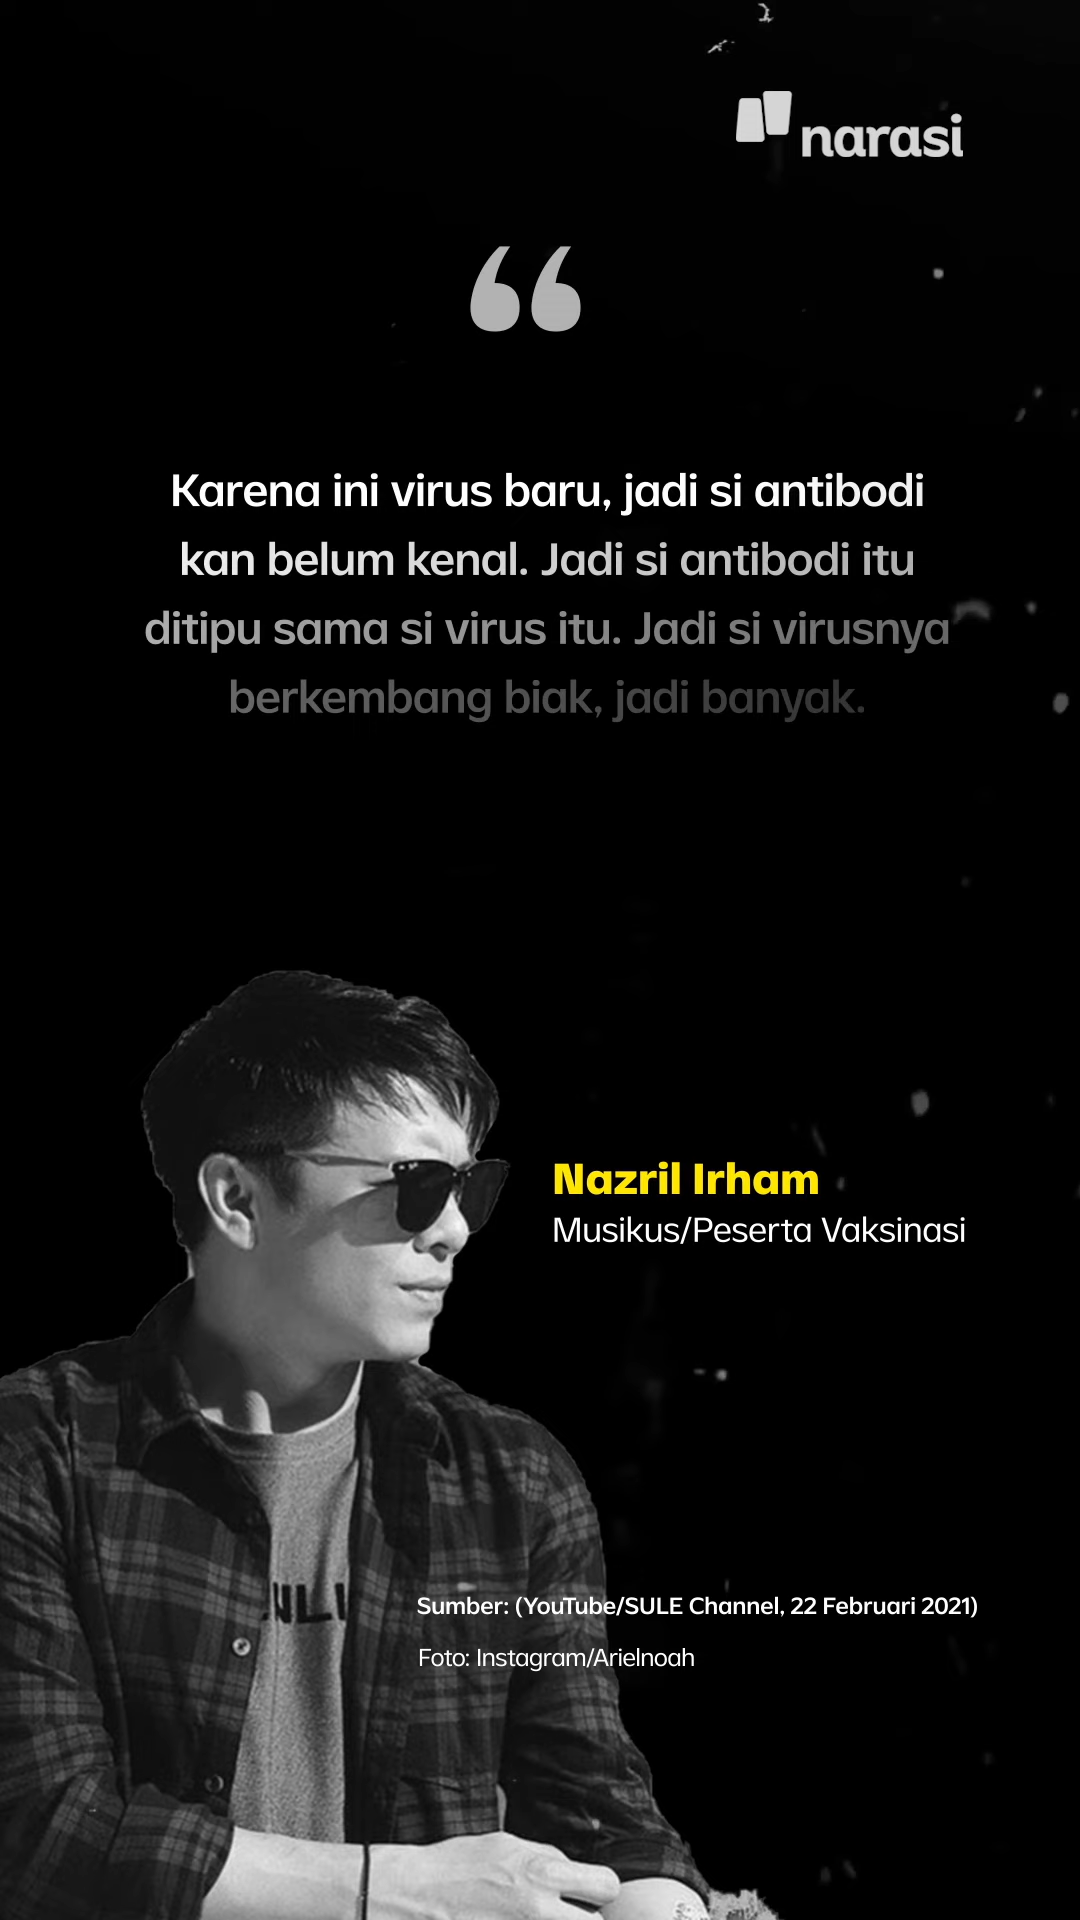 narasi
“
Karena ini virus baru, jadi si antibodi
kan belum kenal. Jadi si antibodi itu
ditipu sama si virus itu. Jadi si virusnya
berkembang biak, jadi banyak.
Nazril Irham
Musikus/Peserta Vaksinasi
Sumber: (YouTube/SULE Channel, 22 Februari 2021)
Foto: Instagram/Arielnoah